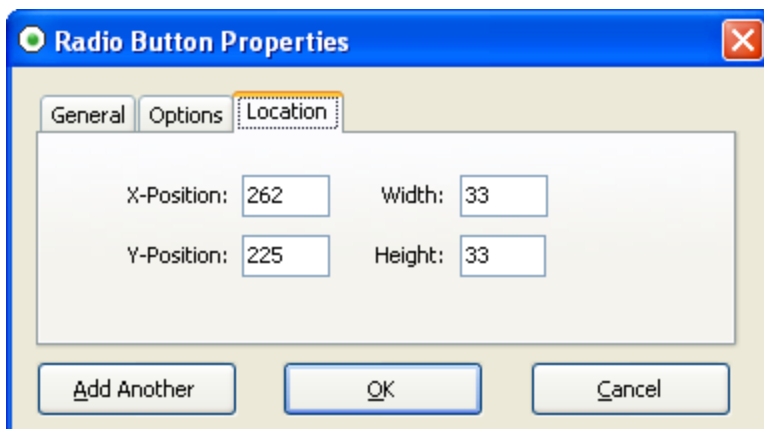 Radio Button Properties
General Options Location
X-Position: 262 Width: 33
Y-Position: 225 Height: 33
Add Another OK Cancel